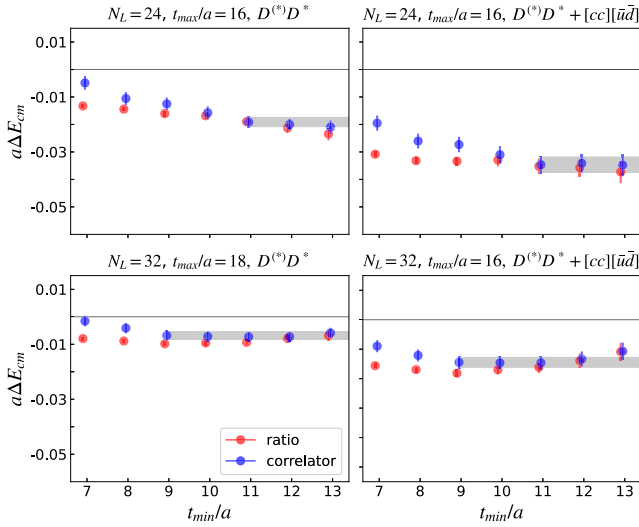 N_L = 24, t_max/a = 16, D^(*)D^*
N_L = 24, t_max/a = 16, D^(*)D^* + [cc][ūd̄]
0.01
−0.01
−0.03
−0.05
aΔE_cm
N_L = 32, t_max/a = 18, D^(*)D^*
N_L = 32, t_max/a = 16, D^(*)D^* + [cc][ūd̄]
0.01
−0.01
−0.03
−0.05
aΔE_cm
ratio
correlator
7 8 9 10 11 12 13
7 8 9 10 11 12 13
t_min/a
t_min/a